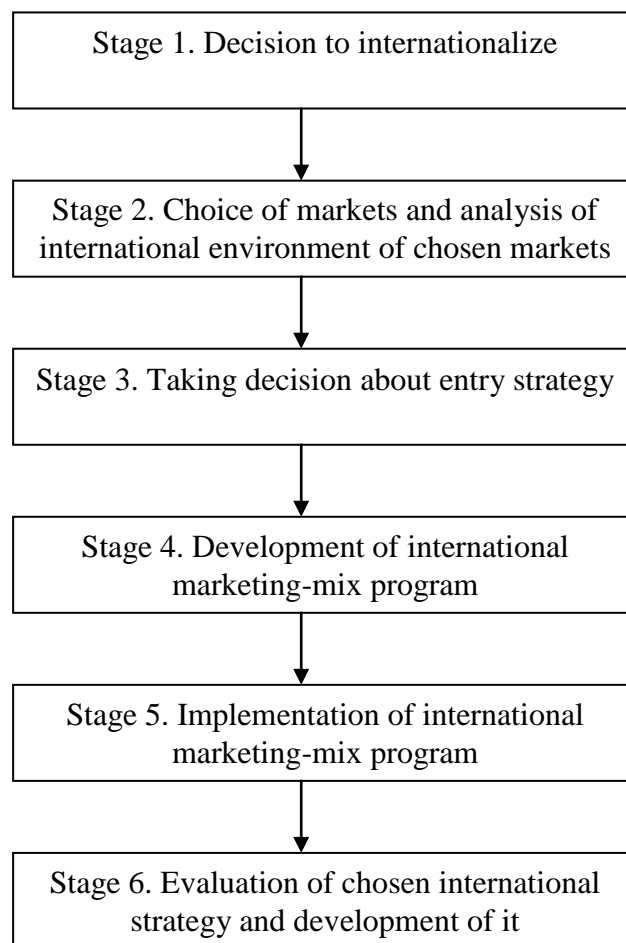 Stage 1. Decision to internationalize
Stage 2. Choice of markets and analysis of
international environment of chosen markets
Stage 3. Taking decision about entry strategy
Stage 4. Development of international
marketing-mix program
Stage 5. Implementation of international
marketing-mix program
Stage 6. Evaluation of chosen international
strategy and development of it